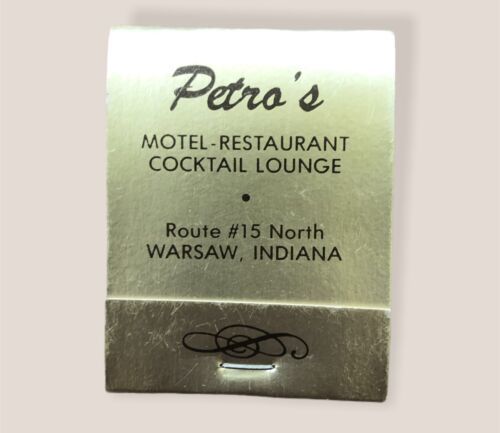 Petro's
MOTEL-RESTAURANT
COCKTAIL LOUNGE
•
Route #15 North
WARSAW, INDIANA